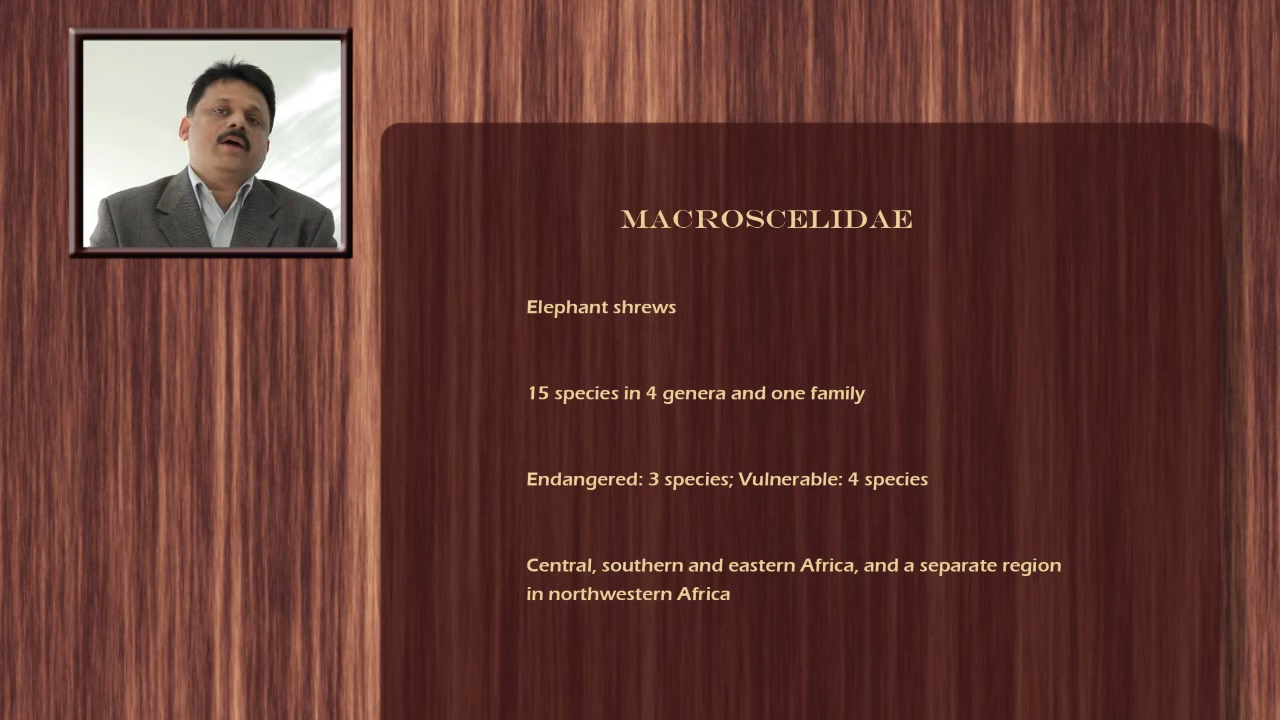 MACROSCELIDAE
Elephant shrews
15 species in 4 genera and one family
Endangered: 3 species; Vulnerable: 4 species
Central, southern and eastern Africa, and a separate region
in northwestern Africa